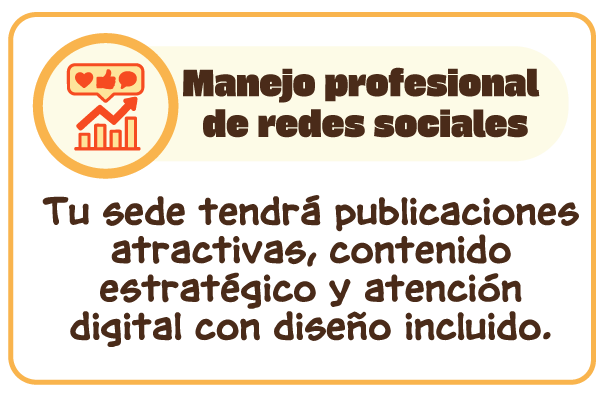 Manejo profesional
de redes sociales
Tu sede tendrá publicaciones
atractivas, contenido
estratégico y atención
digital con diseño incluido.